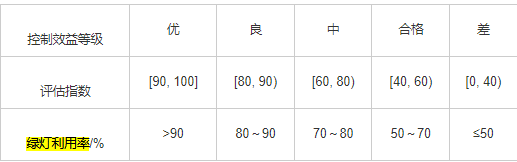 控制效益等级 优 良 中 合格 差
评估指数 [90, 100] [80, 90) [60, 80) [40, 60) [0, 40)
绿灯利用率/% >90 80～90 70～80 50～70 ≤50